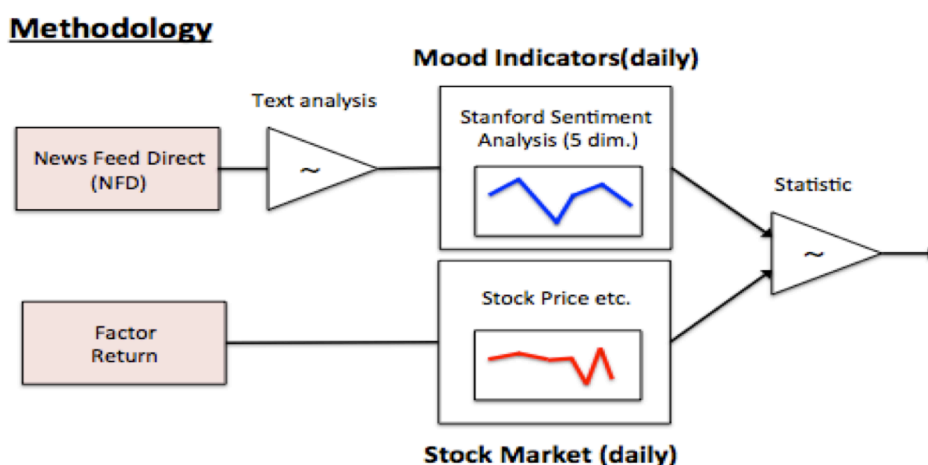 Methodology
Mood Indicators(daily)
Text analysis
Stanford Sentiment
Analysis (5 dim.)
News Feed Direct
(NFD)
~
Statistic
~
Stock Price etc.
Factor
Return
Stock Market (daily)